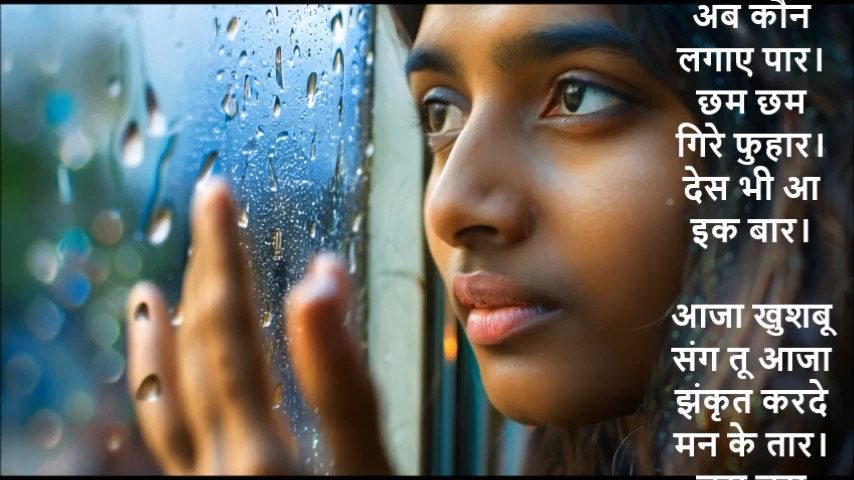 अब कौन
लगाए पार।
छम छम
गिरे फुहार।
देस भी आ
इक बार।
आजा खुशबू
संग तू आजा
झंकृत करदे
मन के तार।